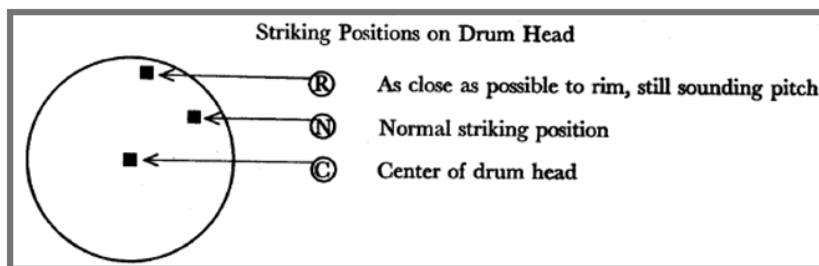 Striking Positions on Drum Head
Ⓡ As close as possible to rim, still sounding pitch
Ⓝ Normal striking position
Ⓒ Center of drum head